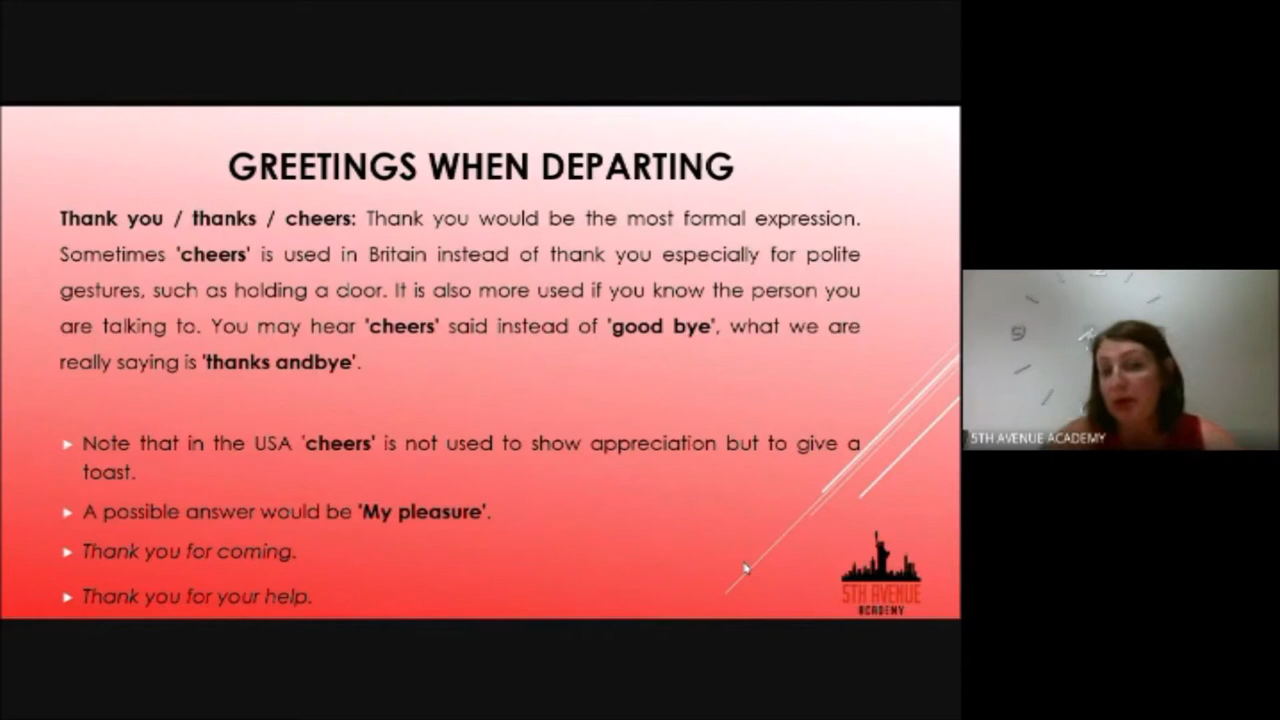 GREETINGS WHEN DEPARTING
Thank you / thanks / cheers: Thank you would be the most formal expression.
Sometimes 'cheers' is used in Britain instead of thank you especially for polite
gestures, such as holding a door. It is also more used if you know the person you
are talking to. You may hear 'cheers' said instead of 'good bye', what we are
really saying is 'thanks andbye'.
Note that in the USA 'cheers' is not used to show appreciation but to give a
toast.
A possible answer would be 'My pleasure'.
Thank you for coming.
Thank you for your help.
5TH AVENUE
ACADEMY
9
5TH AVENUE ACADEMY